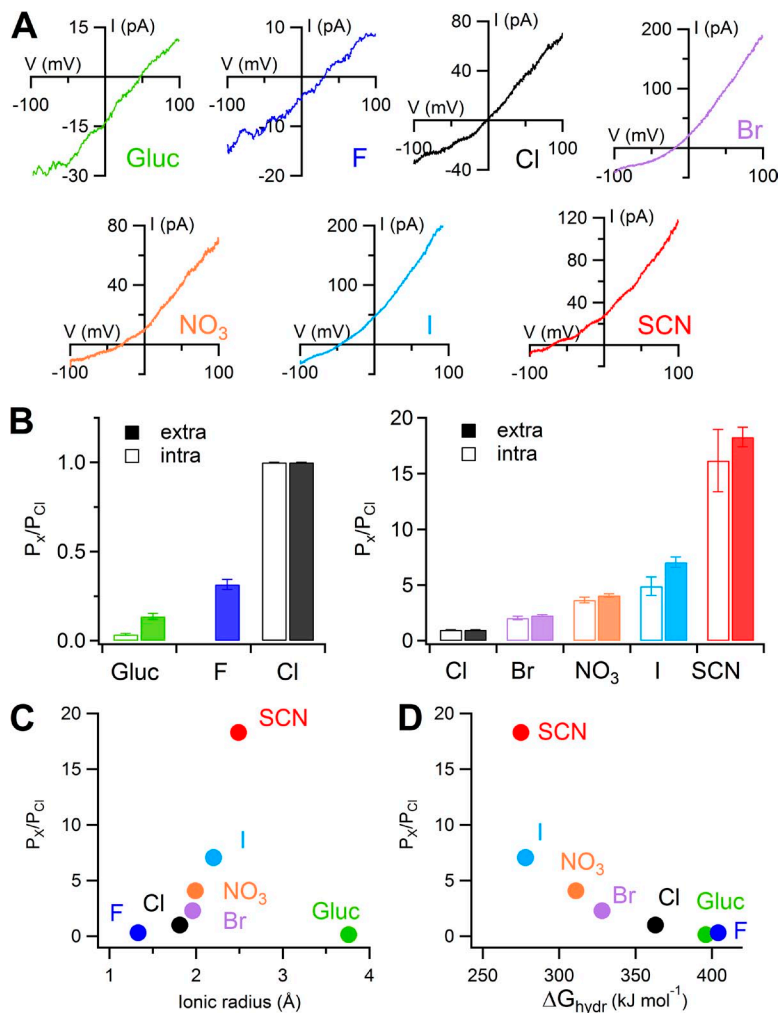 A
15 I (pA)
V (mV)
-100 100
-15
-30
Gluc
10 I (pA)
V (mV)
-100 100
-10
-20
F
80 I (pA)
40
V (mV)
-100 100
-40
Cl
200 I (pA)
100
V (mV)
-100 100
Br
80 I (pA)
40
V (mV)
-100 100
NO3
200 I (pA)
100
V (mV)
-100 100
I
120 I (pA)
80
40
V (mV)
-100 100
SCN
B
extra
intra
1.0
0.5
0.0
PX/PCl
Gluc F Cl
extra
intra
20
15
10
5
0
PX/PCl
Cl Br NO3 I SCN
C
20
15
10
5
0
PX/PCl
SCN
I
NO3
Cl
Br
F
Gluc
1 2 3 4
Ionic radius (Å)
D
20
15
10
5
0
PX/PCl
SCN
I
NO3
Br
Cl
Gluc
F
250 300 350 400
ΔGhydr (kJ mol-1)